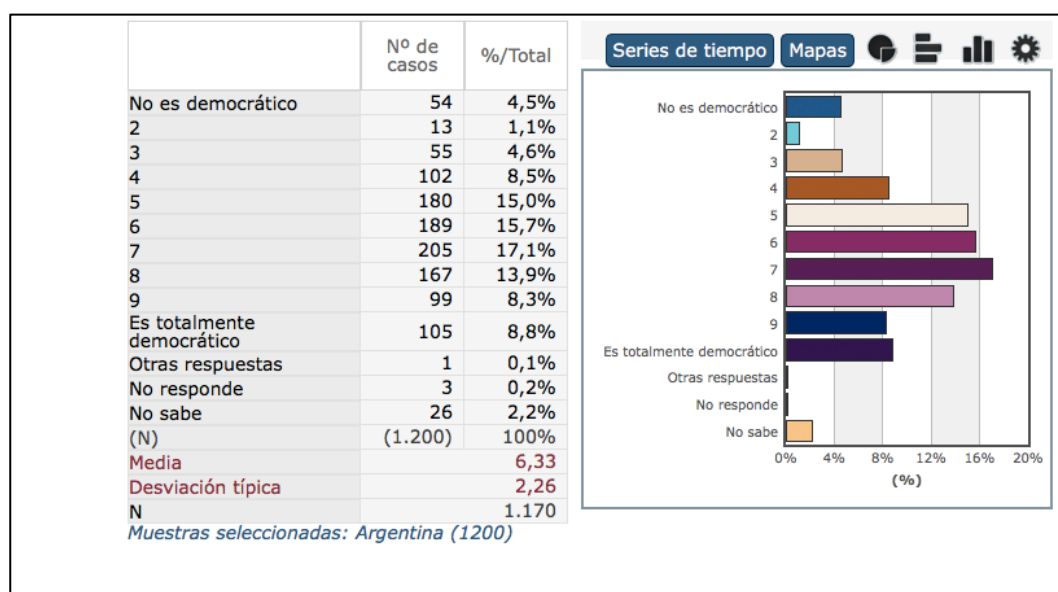 Nº de casos %/Total
No es democrático 54 4,5%
2 13 1,1%
3 55 4,6%
4 102 8,5%
5 180 15,0%
6 189 15,7%
7 205 17,1%
8 167 13,9%
9 99 8,3%
Es totalmente democrático 105 8,8%
Otras respuestas 1 0,1%
No responde 3 0,2%
No sabe 26 2,2%
(N) (1.200) 100%
Media 6,33
Desviación típica 2,26
N 1.170
Muestras seleccionadas: Argentina (1200)
Series de tiempo Mapas
No es democrático
2
3
4
5
6
7
8
9
Es totalmente democrático
Otras respuestas
No responde
No sabe
0% 4% 8% 12% 16% 20%
(%)